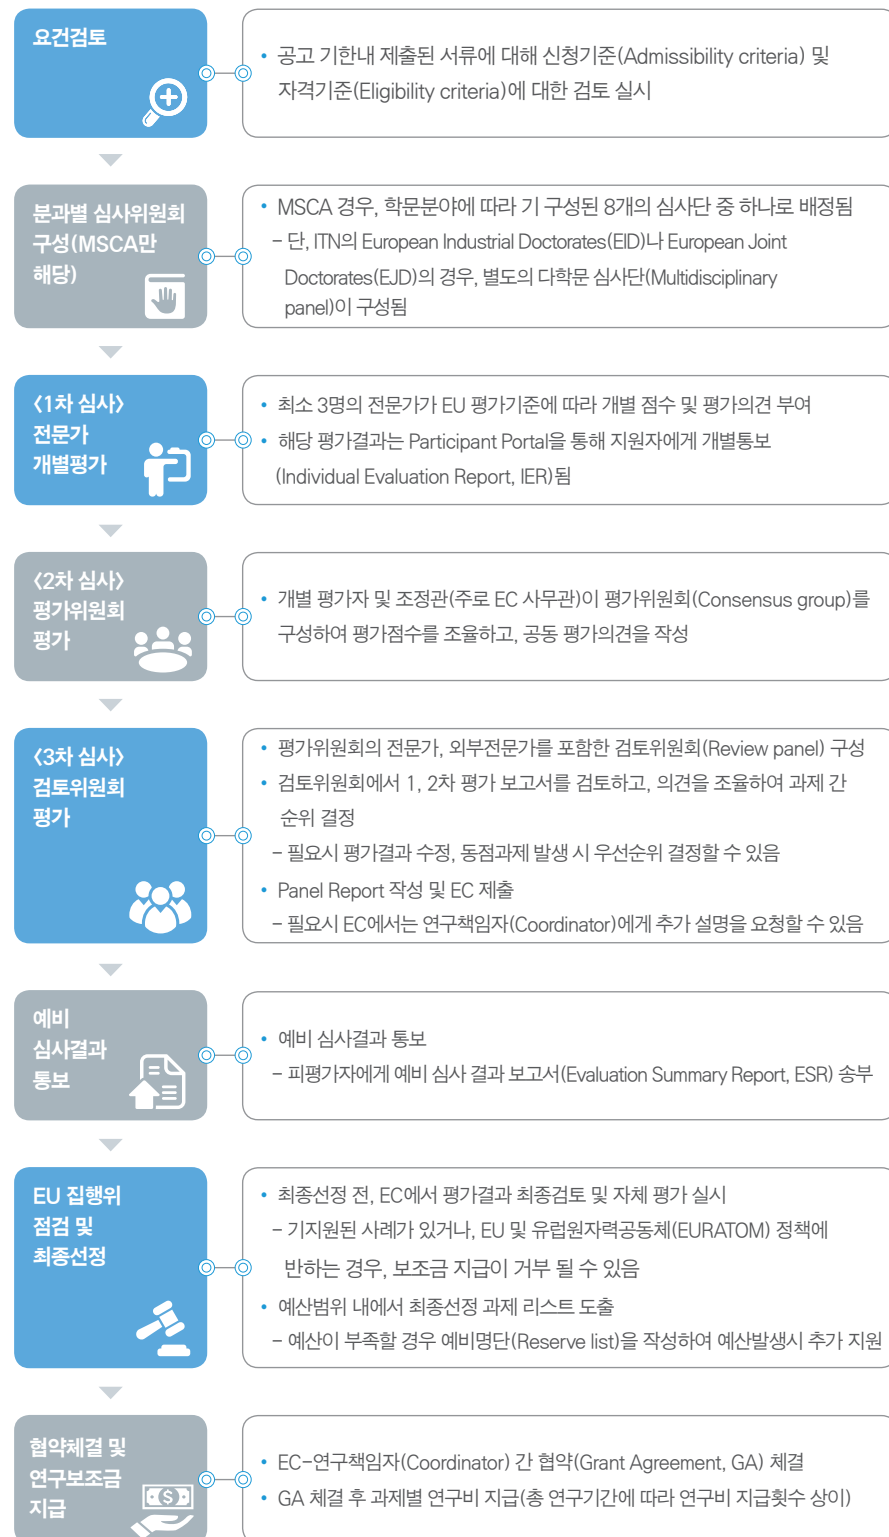 요건검토
• 공고 기한내 제출된 서류에 대해 신청기준(Admissibility criteria) 및
자격기준(Eligibility criteria)에 대한 검토 실시
분과별 심사위원회
구성(MSCA만
해당)
• MSCA 경우, 학문분야에 따라 기 구성된 8개의 심사단 중 하나로 배정됨
– 단, ITN의 European Industrial Doctorates(EID)나 European Joint
Doctorates(EJD)의 경우, 별도의 다학문 심사단(Multidisciplinary
panel)이 구성됨
〈1차 심사〉
전문가
개별평가
• 최소 3명의 전문가가 EU 평가기준에 따라 개별 점수 및 평가의견 부여
• 해당 평가결과는 Participant Portal을 통해 지원자에게 개별통보
(Individual Evaluation Report, IER)됨
〈2차 심사〉
평가위원회
평가
• 개별 평가자 및 조정관(주로 EC 사무관)이 평가위원회(Consensus group)를
구성하여 평가점수를 조율하고, 공동 평가의견을 작성
〈3차 심사〉
검토위원회
평가
• 평가위원회의 전문가, 외부전문가를 포함한 검토위원회(Review panel) 구성
• 검토위원회에서 1, 2차 평가 보고서를 검토하고, 의견을 조율하여 과제 간
순위 결정
– 필요시 평가결과 수정, 동점과제 발생 시 우선순위 결정할 수 있음
• Panel Report 작성 및 EC 제출
– 필요시 EC에서는 연구책임자(Coordinator)에게 추가 설명을 요청할 수 있음
예비
심사결과
통보
• 예비 심사결과 통보
– 피평가자에게 예비 심사 결과 보고서(Evaluation Summary Report, ESR) 송부
EU 집행위
점검 및
최종선정
• 최종선정 전, EC에서 평가결과 최종검토 및 자체 평가 실시
– 기지원된 사례가 있거나, EU 및 유럽원자력공동체(EURATOM) 정책에
반하는 경우, 보조금 지급이 거부 될 수 있음
• 예산범위 내에서 최종선정 과제 리스트 도출
– 예산이 부족할 경우 예비명단(Reserve list)을 작성하여 예산발생시 추가 지원
협약체결 및
연구보조금
지급
• EC–연구책임자(Coordinator) 간 협약(Grant Agreement, GA) 체결
• GA 체결 후 과제별 연구비 지급(총 연구기간에 따라 연구비 지급횟수 상이)